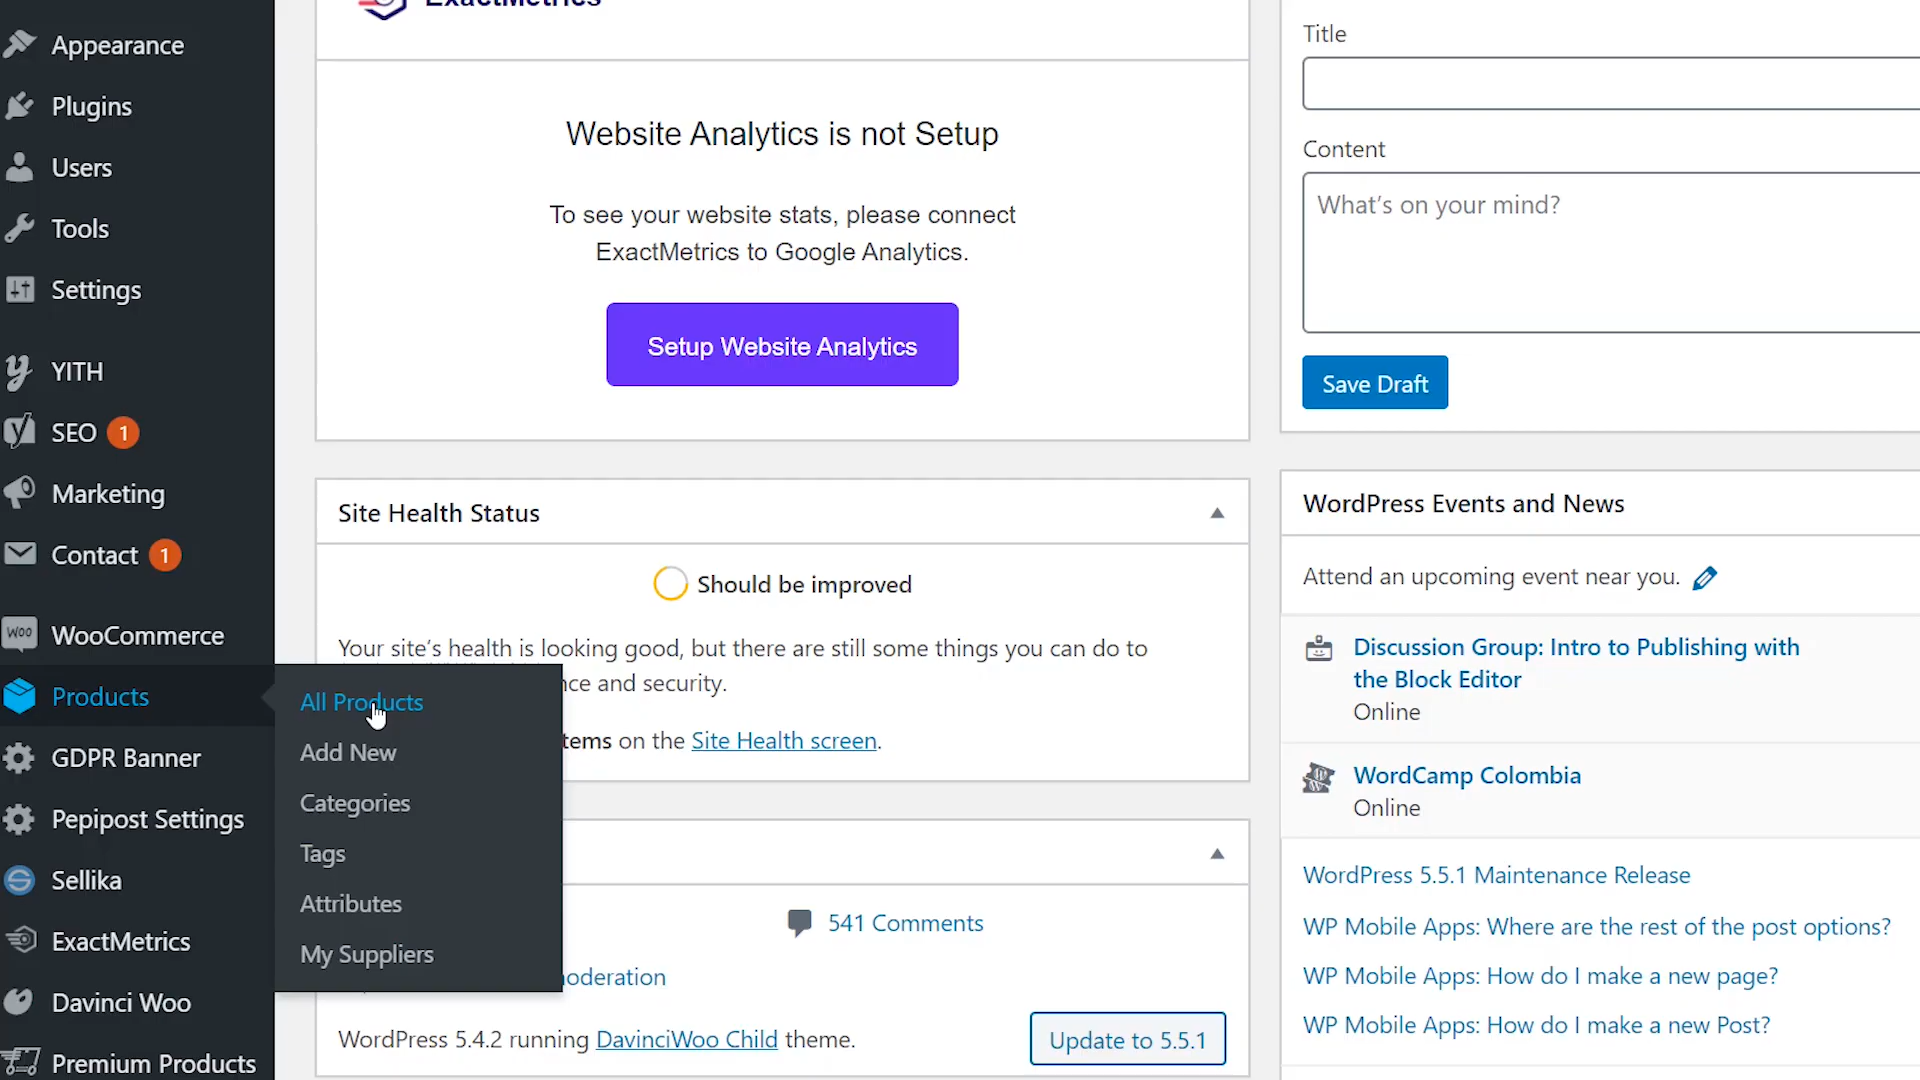 Appearance
Plugins
Users
Tools
Settings
YITH
SEO 1
Marketing
Contact 1
WooCommerce
Products
GDPR Banner
Pepipost Settings
Sellika
ExactMetrics
Davinci Woo
Premium Products
All Products
Add New
Categories
Tags
Attributes
My Suppliers
ExactMetrics
Website Analytics is not Setup
To see your website stats, please connect
ExactMetrics to Google Analytics.
Setup Website Analytics
Site Health Status
Should be improved
Your site's health is looking good, but there are still some things you can do to
and security.
on the Site Health screen.
541 Comments
WordPress 5.4.2 running DavinciWoo Child theme.
Update to 5.5.1
Title
Content
What's on your mind?
Save Draft
WordPress Events and News
Attend an upcoming event near you.
Discussion Group: Intro to Publishing with
the Block Editor
Online
WordCamp Colombia
Online
WordPress 5.5.1 Maintenance Release
WP Mobile Apps: Where are the rest of the post options?
WP Mobile Apps: How do I make a new page?
WP Mobile Apps: How do I make a new Post?